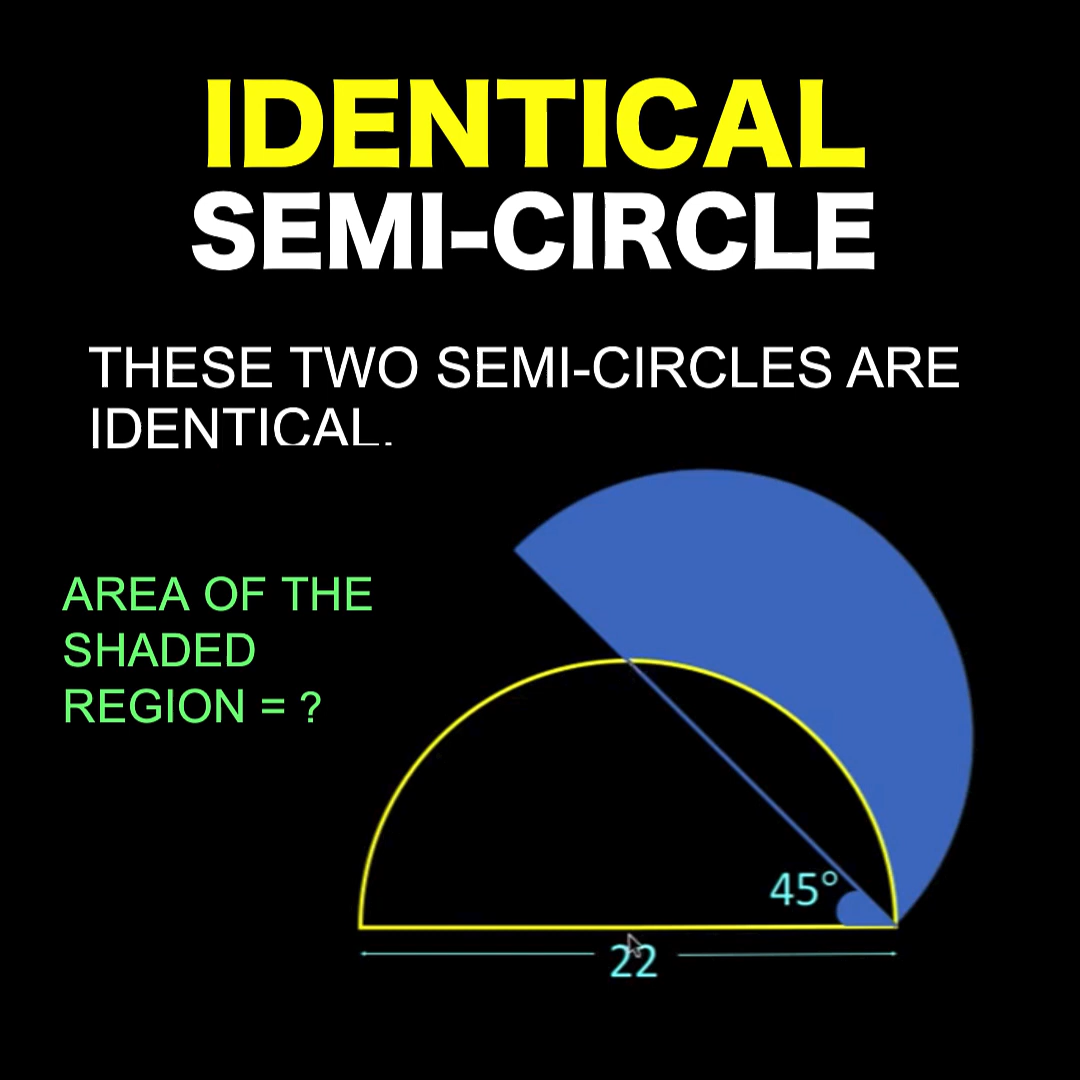 IDENTICAL
SEMI-CIRCLE
THESE TWO SEMI-CIRCLES ARE
IDENTICAL.
AREA OF THE
SHADED
REGION = ?
45°
22